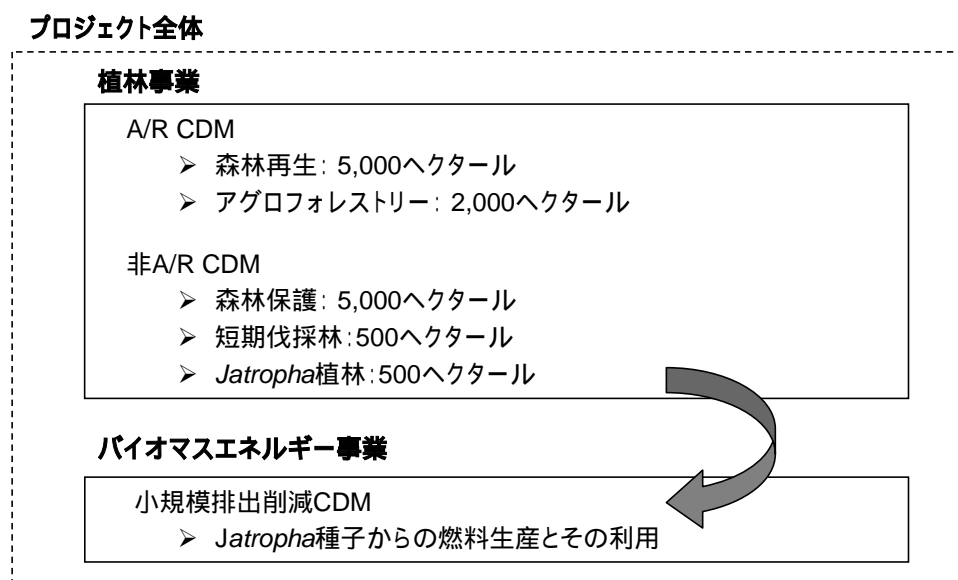 プロジェクト全体
植林事業
A/R CDM
➢ 森林再生: 5,000ヘクタール
➢ アグロフォレストリー: 2,000ヘクタール
非A/R CDM
➢ 森林保護: 5,000ヘクタール
➢ 短期伐採林:500ヘクタール
➢ Jatropha植林:500ヘクタール
バイオマスエネルギー事業
小規模排出削減CDM
➢ Jatropha種子からの燃料生産とその利用